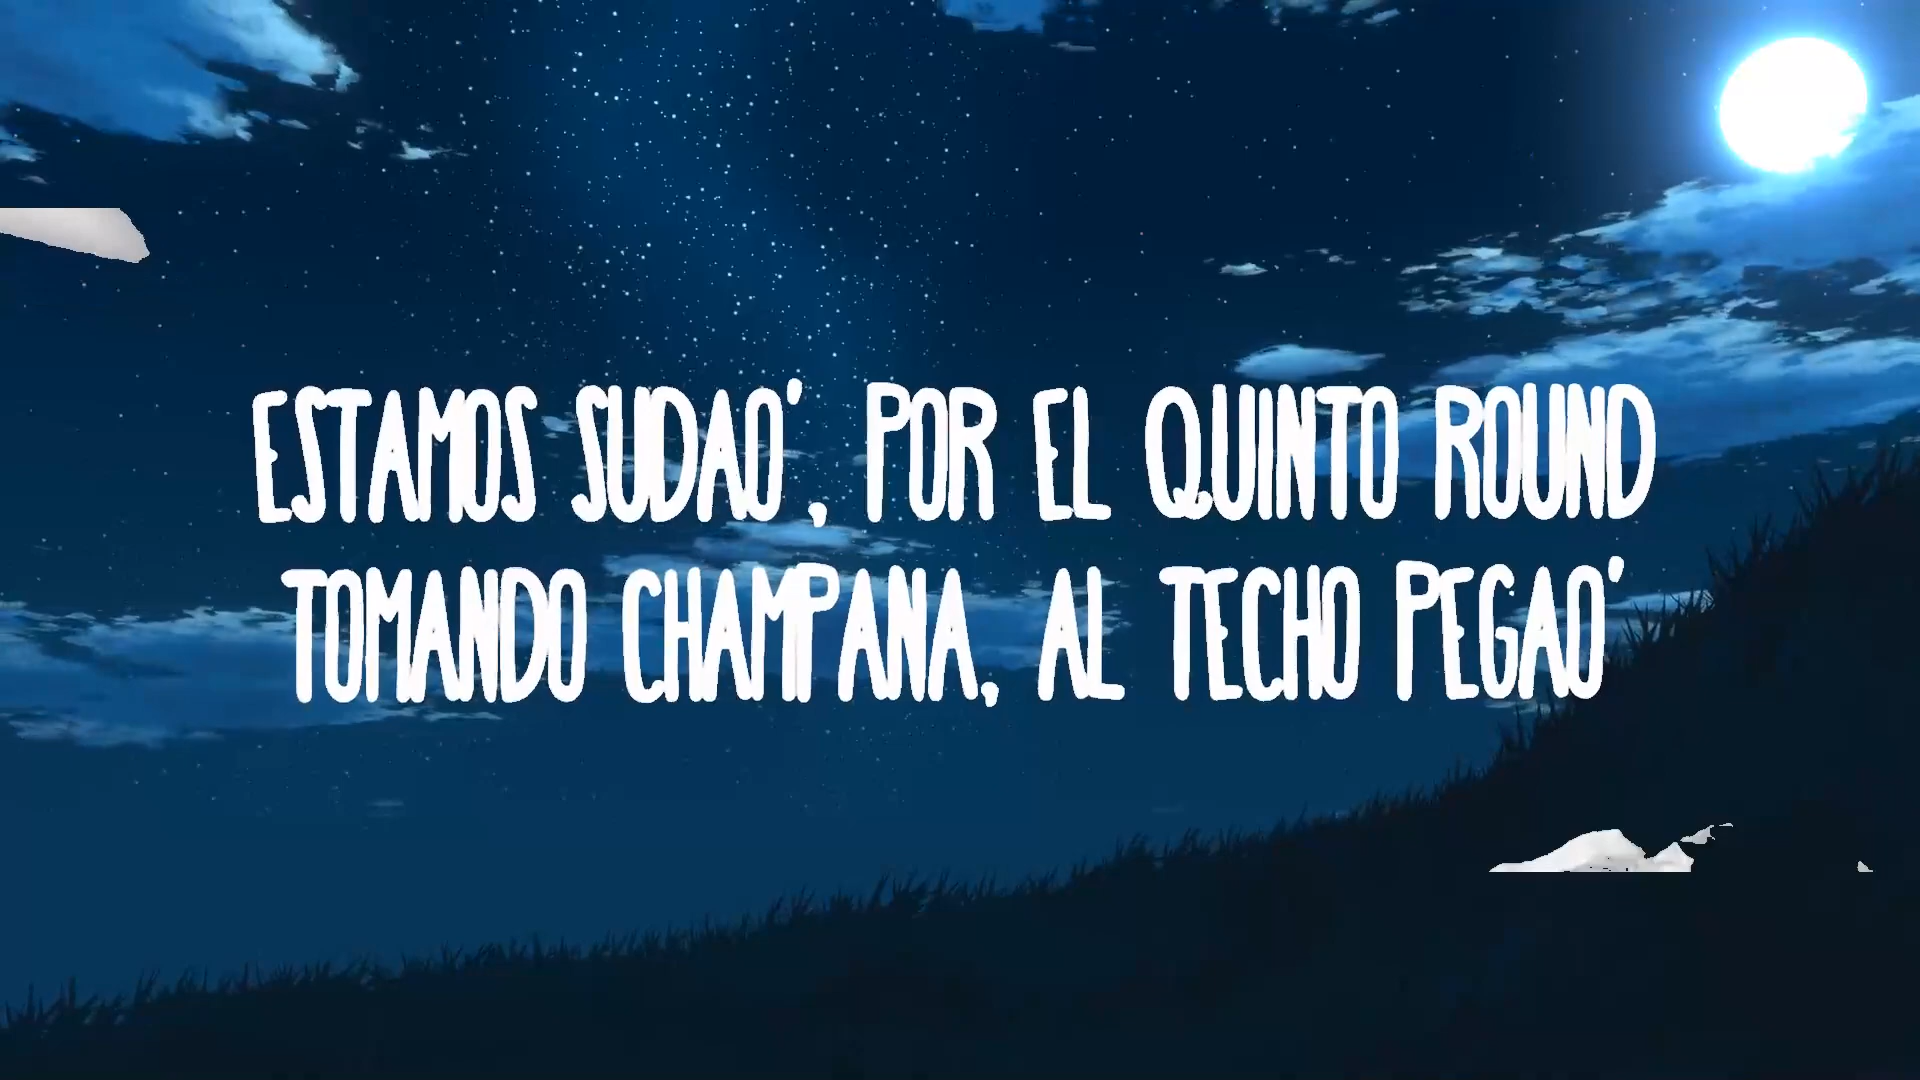 ESTAMOS SUDAO', POR EL QUINTO ROUND
TOMANDO CHAMPANA, AL TECHO PEGAO'